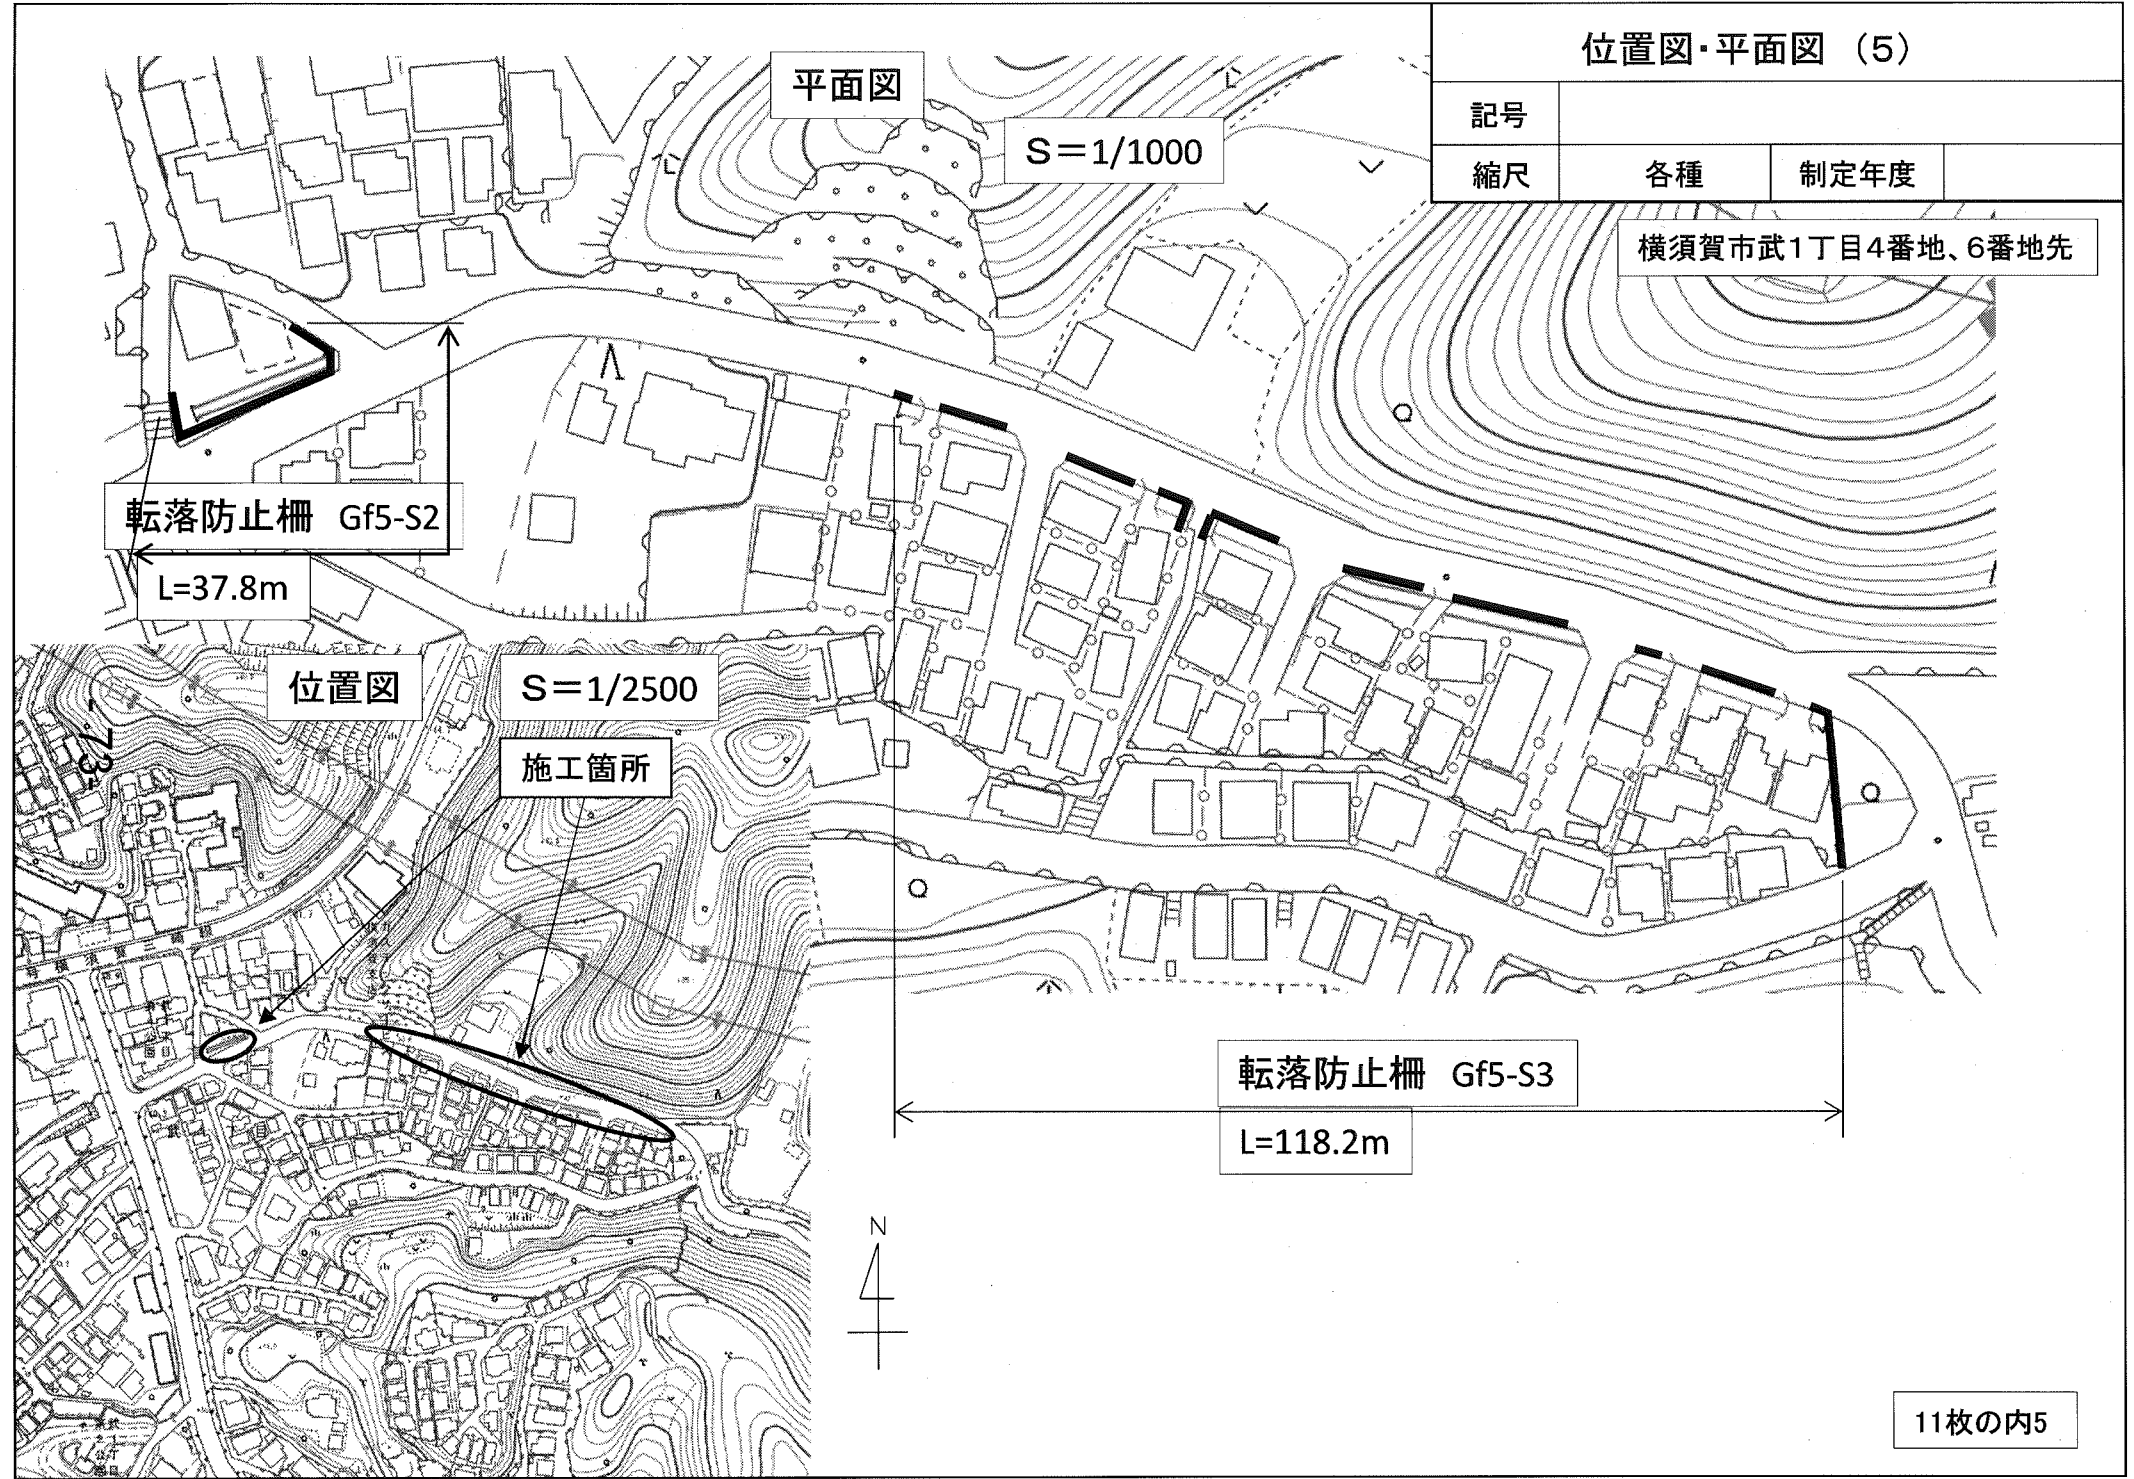 位置図・平面図 (5)
記号
縮尺 各種 制定年度
横須賀市武1丁目4番地、6番地先
平面図
S=1/1000
転落防止柵 Gf5-S2
L=37.8m
位置図
S=1/2500
施工箇所
-73-
転落防止柵 Gf5-S3
L=118.2m
N
11枚の内5